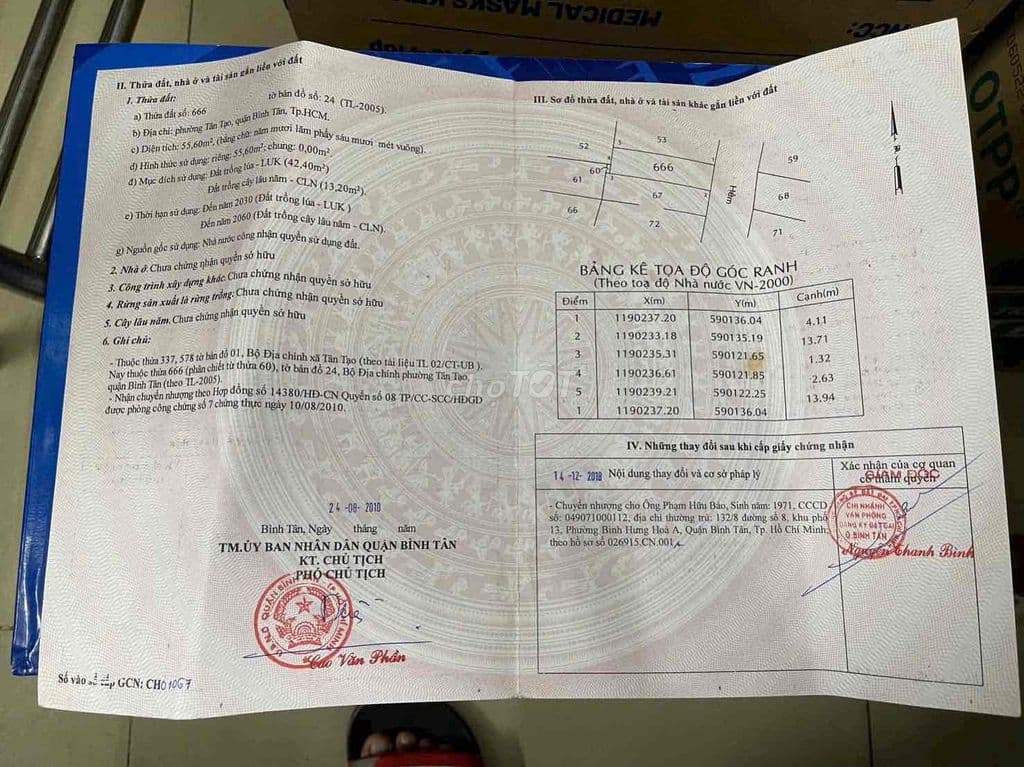 MEDICAL MASKS
OTPP
II. Thửa đất, nhà ở và tài sản gắn liền với đất
1. Thửa đất:
a) Thửa đất số: 666 tờ bản đồ số: 24 (TL-2005).
b) Địa chỉ: phường Tân Tạo, quận Bình Tân, Tp.HCM.
c) Diện tích: 55,60m², (bằng chữ: năm mươi lăm phẩy sáu mươi mét vuông).
d) Hình thức sử dụng: riêng: 55,60m²; chung: 0,00m²
đ) Mục đích sử dụng: Đất trồng lúa - LUK (42,40m²)
Đất trồng cây lâu năm - CLN (13,20m²).
e) Thời hạn sử dụng: Đến năm 2030 (Đất trồng lúa - LUK )
Đến năm 2060 (Đất trồng cây lâu năm - CLN).
g) Nguồn gốc sử dụng: Nhà nước công nhận quyền sử dụng đất.
2. Nhà ở: Chưa chứng nhận quyền sở hữu
3. Công trình xây dựng khác: Chưa chứng nhận quyền sở hữu
4. Rừng sản xuất là rừng trồng: Chưa chứng nhận quyền sở hữu
5. Cây lâu năm: Chưa chứng nhận quyền sở hữu
6. Ghi chú:
- Thuộc thửa 337, 578 tờ bản đồ 01, Bộ Địa chính xã Tân Tạo (theo tài liệu TL 02/CT-UB ).
Nay thuộc thửa 666 (phân chiết từ thửa 60), tờ bản đồ 24, Bộ Địa chính phường Tân Tạo,
quận Bình Tân (theo TL-2005).
- Nhận chuyển nhượng theo Hợp đồng số 14380/HĐ-CN Quyển số 08 TP/CC-SCC/HĐGD
được phòng công chứng số 7 chứng thực ngày 10/08/2010.
24-08-2010
Bình Tân, Ngày tháng năm
TM.ỦY BAN NHÂN DÂN QUẬN BÌNH TÂN
KT. CHỦ TỊCH
PHÓ CHỦ TỊCH
Cao Văn Phần
Số vào sổ cấp GCN: CH01067
III. Sơ đồ thửa đất, nhà ở và tài sản khác gắn liền với đất
52
53
60
666
61
67
66
72
Hẻm
59
68
71
BẢNG KÊ TỌA ĐỘ GÓC RANH
(Theo toạ độ Nhà nước VN-2000)
Điểm X(m) Y(m) Cạnh(m)
1 1190237.20 590136.04
4.11
2 1190233.18 590135.19
13.71
3 1190235.31 590121.65
1.32
4 1190236.61 590121.85
2.63
5 1190239.21 590122.25
13.94
1 1190237.20 590136.04
Chợ TỐT
IV. Những thay đổi sau khi cấp giấy chứng nhận
14-12-2018 Nội dung thay đổi và cơ sở pháp lý
Xác nhận của cơ quan
có thẩm quyền
GIÁM ĐỐC
- Chuyển nhượng cho Ông Phạm Hữu Bảo, Sinh năm: 1971, CCCD
số: 049071000112, địa chỉ thường trú: 132/8 đường số 8, khu phố
13, Phường Bình Hưng Hoà A, Quận Bình Tân, Tp. Hồ Chí Minh,
theo hồ sơ số 026915.CN.001
CHI NHÁNH
VĂN PHÒNG
ĐĂNG KÝ ĐẤT ĐAI
Q.BÌNH TÂN
Nguyễn Thanh Bình